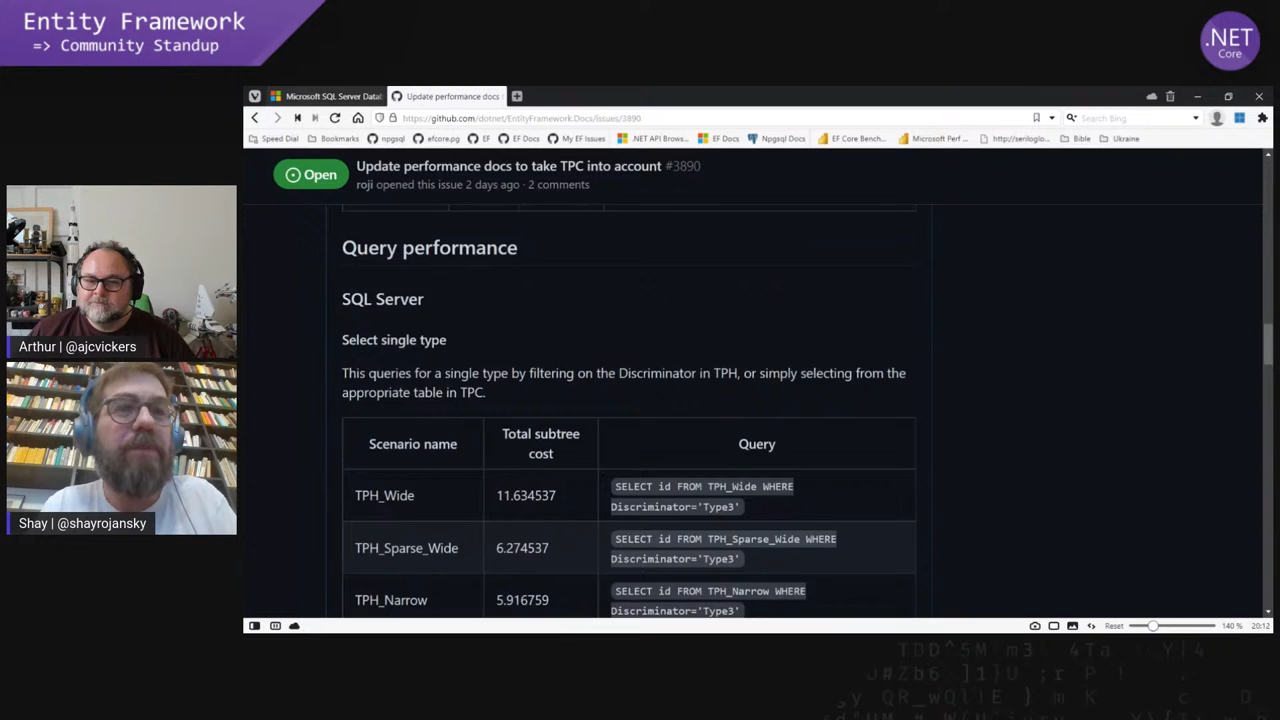 Entity Framework
=> Community Standup
.NET
Core
Microsoft SQL Server Datab
Update performance docs
https://github.com/dotnet/EntityFramework.Docs/issues/3890
Search Bing
Speed Dial
Bookmarks
npgsql
efcore.pg
EF
EF Docs
My EF Issues
.NET API Brows...
EF Docs
Npgsql Docs
EF Core Bench...
Microsoft Perf ...
http://seriloglo...
Bible
Ukraine
Open
Update performance docs to take TPC into account #3890
roji opened this issue 2 days ago · 2 comments
Query performance
SQL Server
Select single type
This queries for a single type by filtering on the Discriminator in TPH, or simply selecting from the
appropriate table in TPC.
Scenario name
Total subtree
cost
Query
TPH_Wide
11.634537
SELECT id FROM TPH_Wide WHERE
Discriminator='Type3'
TPH_Sparse_Wide
6.274537
SELECT id FROM TPH_Sparse_Wide WHERE
Discriminator='Type3'
TPH_Narrow
5.916759
SELECT id FROM TPH_Narrow WHERE
Discriminator='Type3'
Reset
140 %
20:12
Arthur | @ajcvickers
Shay | @shayrojansky